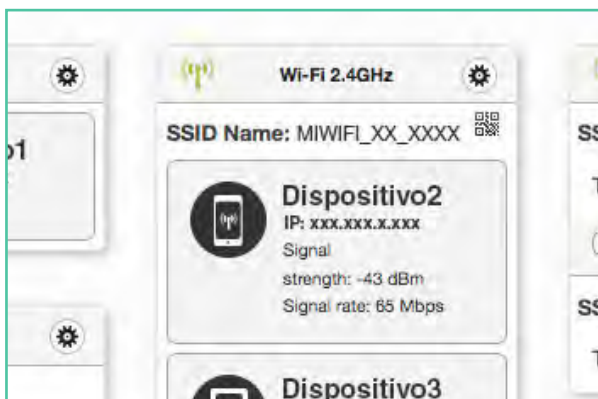 Wi-Fi 2.4GHz
SSID Name: MIWIFI_XX_XXXX
Dispositivo2
IP: xxx.xxx.x.xxx
Signal
strength: -43 dBm
Signal rate: 65 Mbps
Dispositivo3
o1
SS
T
SS
T